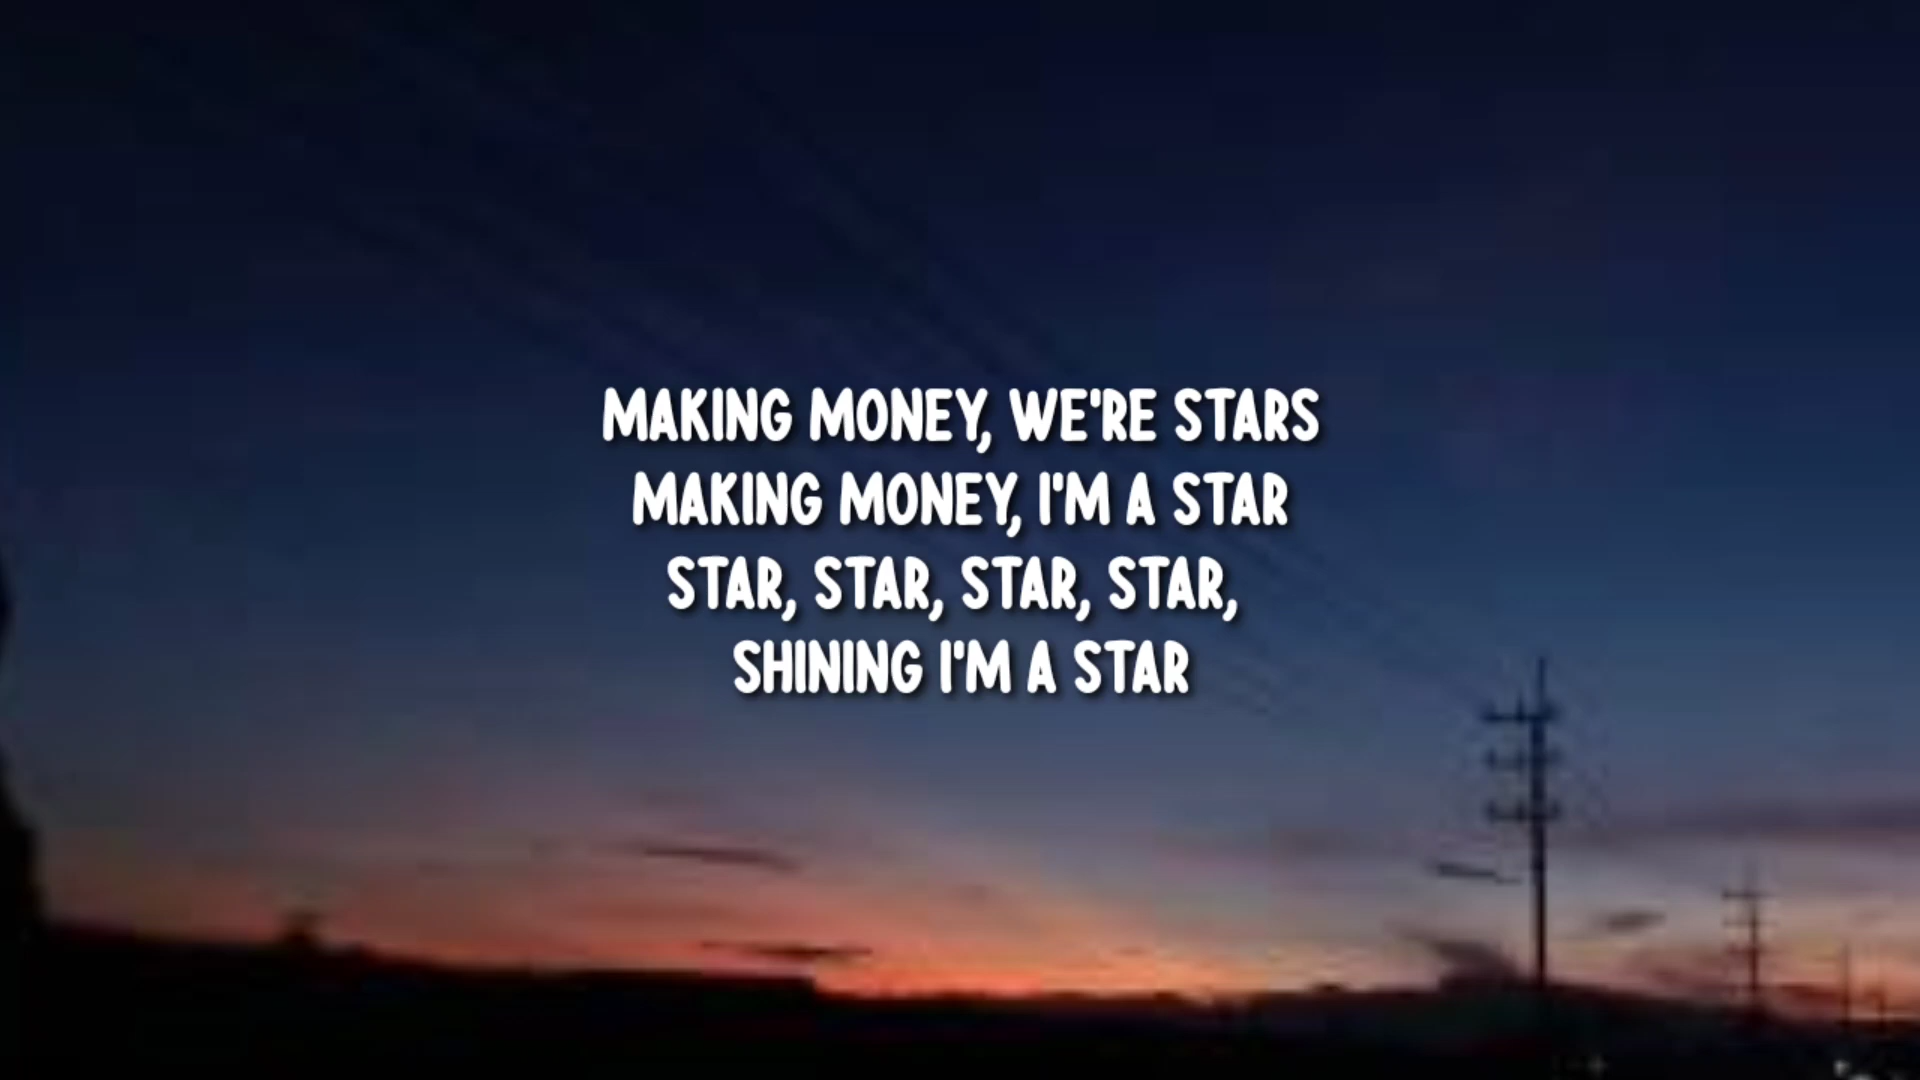 MAKING MONEY, WE'RE STARS
MAKING MONEY, I'M A STAR
STAR, STAR, STAR, STAR,
SHINING I'M A STAR